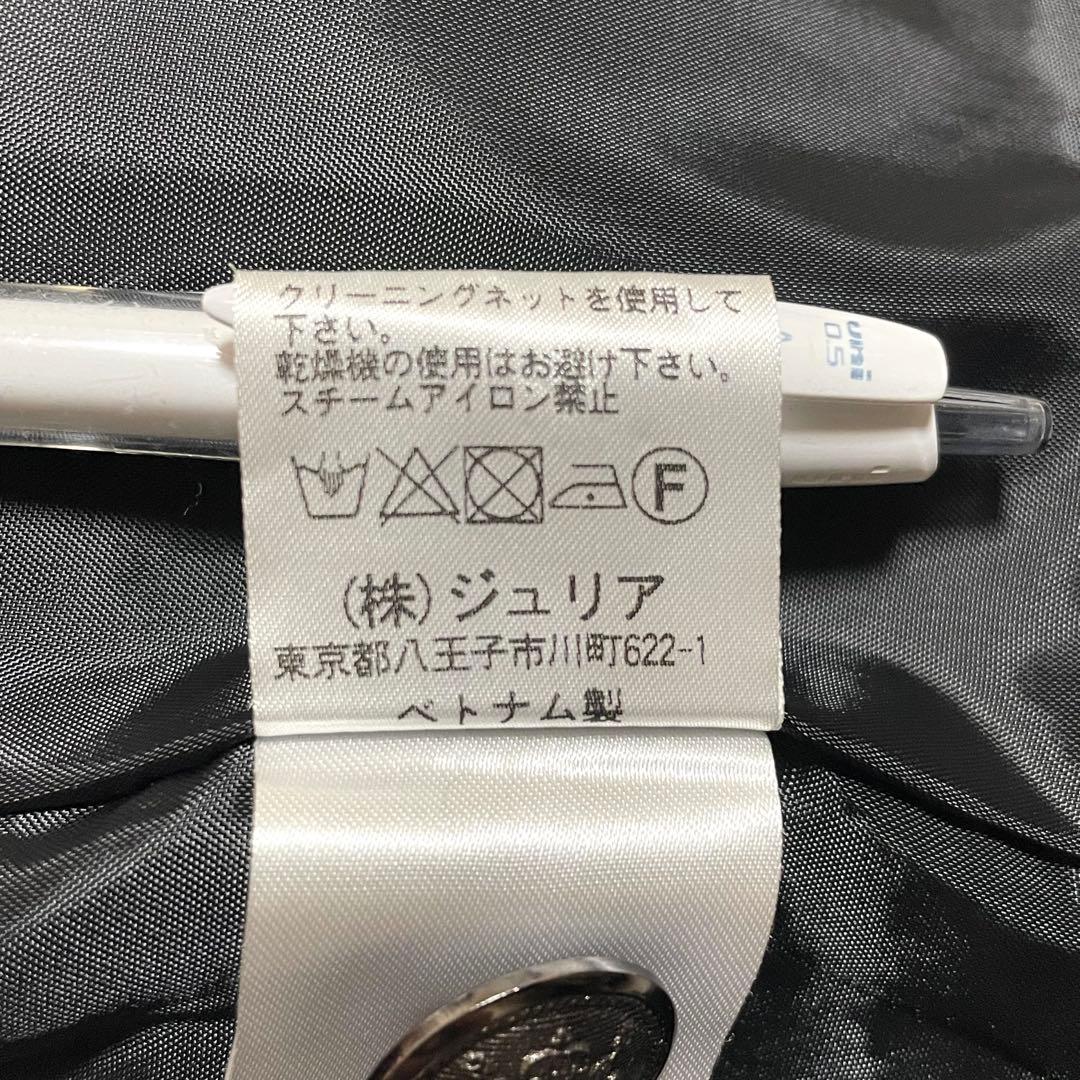 クリーニングネットを使用して
下さい。
乾燥機の使用はお避け下さい。
スチームアイロン禁止
F
(株)ジュリア
東京都八王子市川町622-1
ベトナム製
uni
0.5